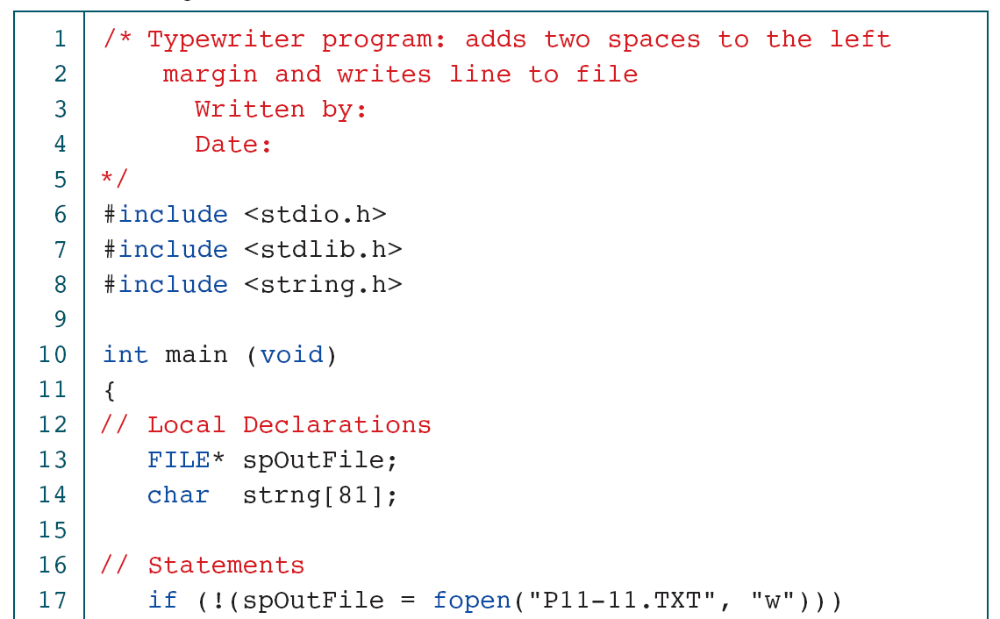 1 /* Typewriter program: adds two spaces to the left
2 margin and writes line to file
3 Written by:
4 Date:
5 */
6 #include <stdio.h>
7 #include <stdlib.h>
8 #include <string.h>
9
10 int main (void)
11 {
12 // Local Declarations
13 FILE* spOutFile;
14 char strng[81];
15
16 // Statements
17 if (!(spOutFile = fopen("P11-11.TXT", "w")))